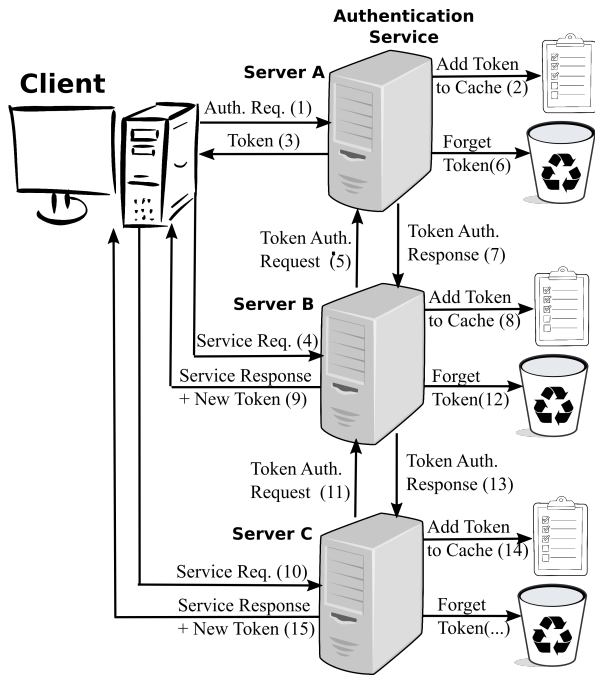 Authentication
Service
Client
Server A
Add Token
to Cache (2)
Auth. Req. (1)
Token (3)
Forget
Token(6)
Token Auth.
Request (5)
Token Auth.
Response (7)
Server B
Add Token
to Cache (8)
Service Req. (4)
Service Response
+ New Token (9)
Forget
Token(12)
Token Auth.
Request (11)
Token Auth.
Response (13)
Server C
Add Token
to Cache (14)
Service Req. (10)
Service Response
+ New Token (15)
Forget
Token(...)